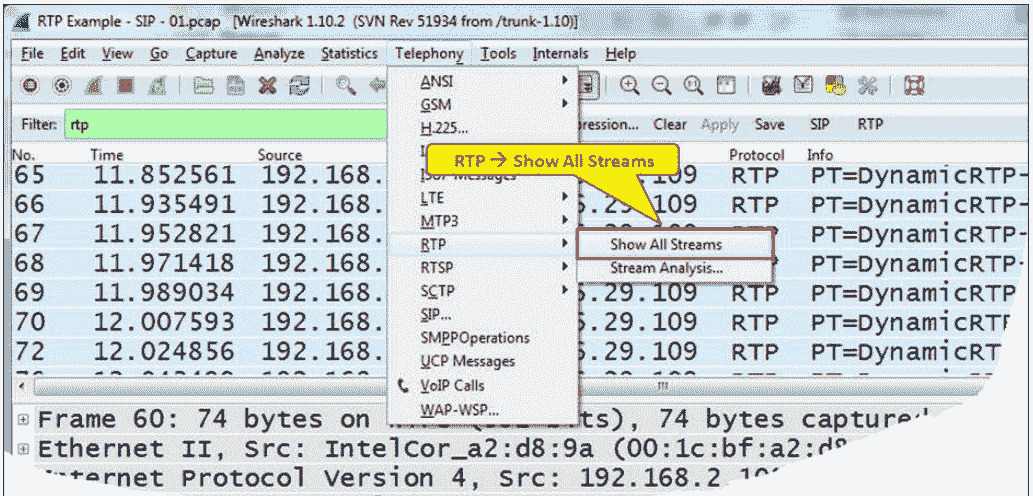 RTP Example - SIP - 01.pcap [Wireshark 1.10.2 (SVN Rev 51934 from /trunk-1.10)]
File Edit View Go Capture Analyze Statistics Telephony Tools Internals Help
Filter: rtp pression... Clear Apply Save SIP RTP
No. Time Source Protocol Info
65 11.852561 192.168. .109 RTP PT=DynamicRTP-
66 11.935491 192.168. .29.109 RTP PT=DynamicRTP-
67 11.952821 192.168. RTP PT=DynamicRTP-
68 11.971418 192.168. RTP PT=DynamicRTP-
69 11.989034 192.168. .29.109 RTP PT=DynamicRTP-
70 12.007593 192.168. .29.109 RTP PT=DynamicRTP
72 12.024856 192.168. .29.109 RTP PT=DynamicRT
ANSI
GSM
H.225...
RTP → Show All Streams
Messages
LTE
MTP3
RTP
Show All Streams
RTSP
Stream Analysis...
SCTP
SIP...
SMPPOperations
UCP Messages
VoIP Calls
WAP-WSP...
Frame 60: 74 bytes on ts), 74 bytes captured
Ethernet II, Src: IntelCor_a2:d8:9a (00:1c:bf:a2:d8
Internet Protocol Version 4, Src: 192.168.2